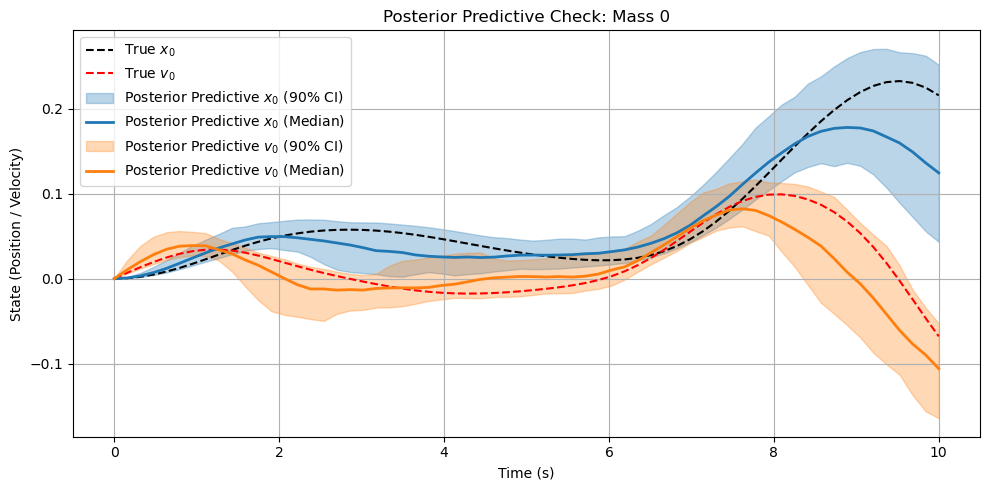 Posterior Predictive Check: Mass 0
True x₀
True v₀
Posterior Predictive x₀ (90% CI)
Posterior Predictive x₀ (Median)
Posterior Predictive v₀ (90% CI)
Posterior Predictive v₀ (Median)
State (Position / Velocity)
0.2
0.1
0.0
−0.1
0 2 4 6 8 10
Time (s)